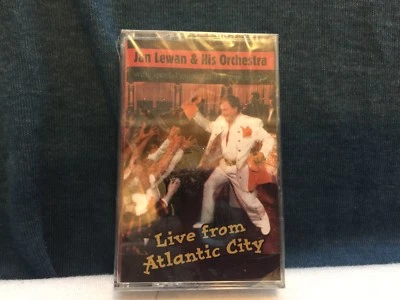 Jan Lewan & His Orchestra
Live from
Atlantic City